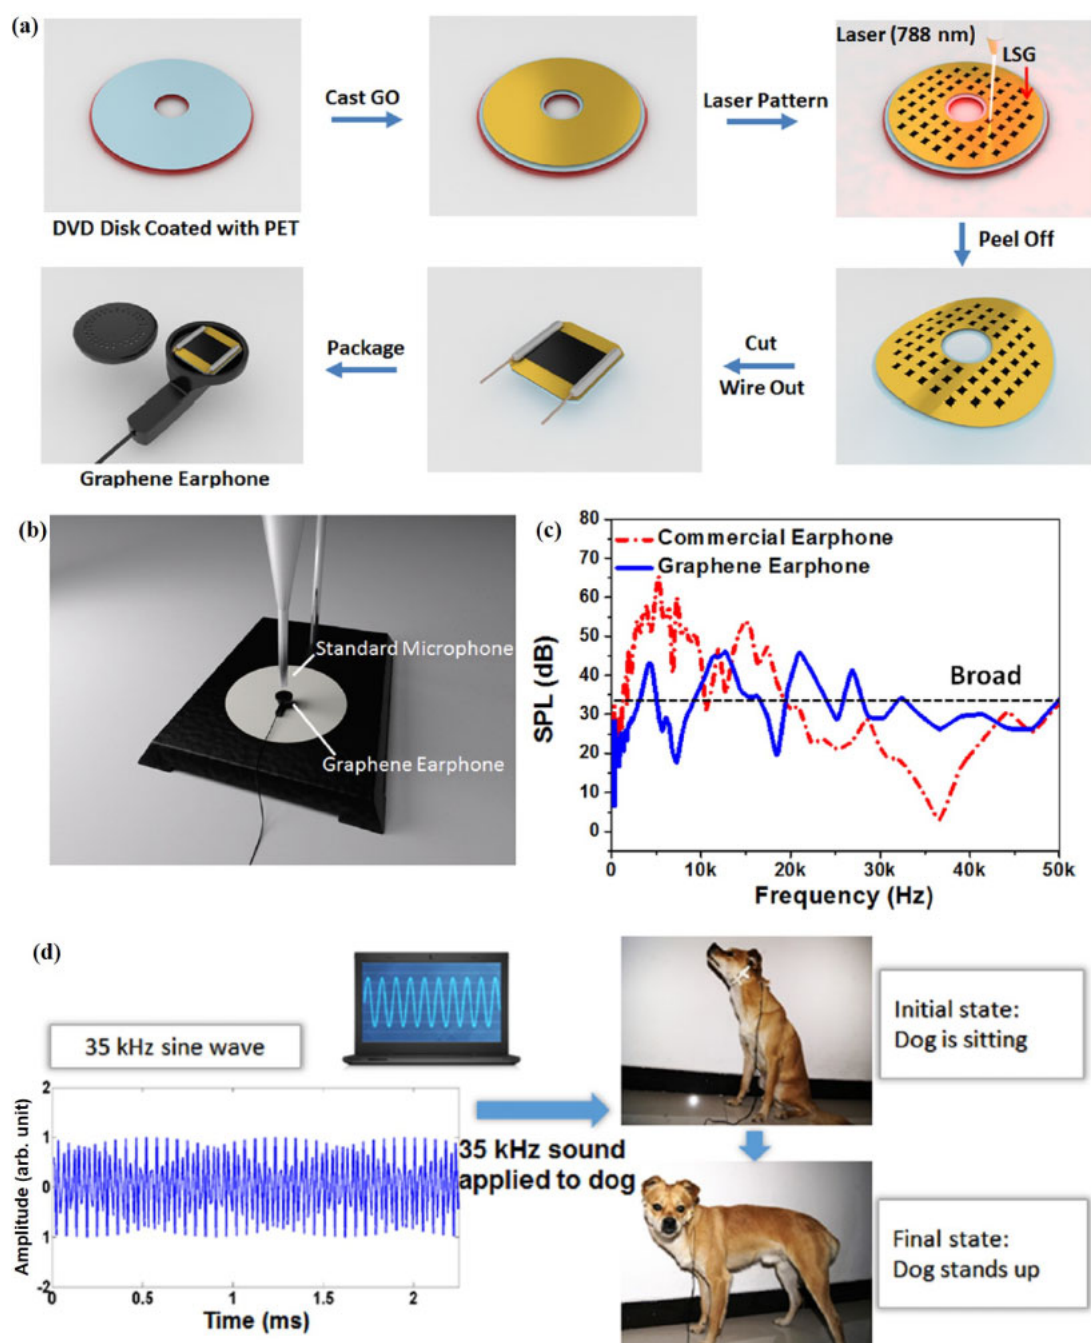 (a)
Cast GO
Laser Pattern
Laser (788 nm)
LSG
DVD Disk Coated with PET
Peel Off
Package
Cut
Wire Out
Graphene Earphone
(b)
Standard Microphone
Graphene Earphone
(c)
80
70
60
50
40
30
20
10
0
SPL (dB)
Commercial Earphone
Graphene Earphone
Broad
0
10k
20k
30k
40k
50k
Frequency (Hz)
(d)
35 kHz sine wave
2
1
0
1
-2
Amplitude (arb. unit)
0
0.5
1
1.5
2
Time (ms)
35 kHz sound
applied to dog
Initial state:
Dog is sitting
Final state:
Dog stands up